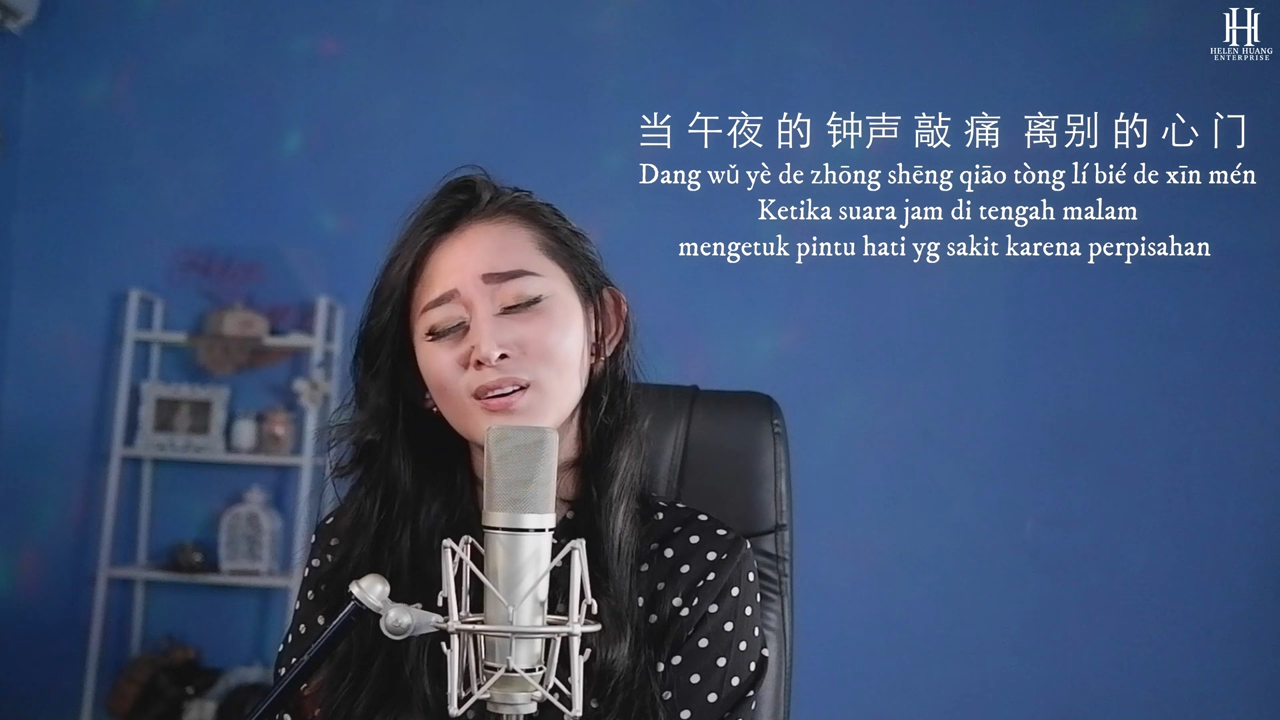 HELEN HUANG
ENTERPRISE
当 午夜 的 钟声 敲 痛 离别 的 心 门
Dang wǔ yè de zhōng shēng qiāo tòng lí bié de xīn mén
Ketika suara jam di tengah malam
mengetuk pintu hati yg sakit karena perpisahan